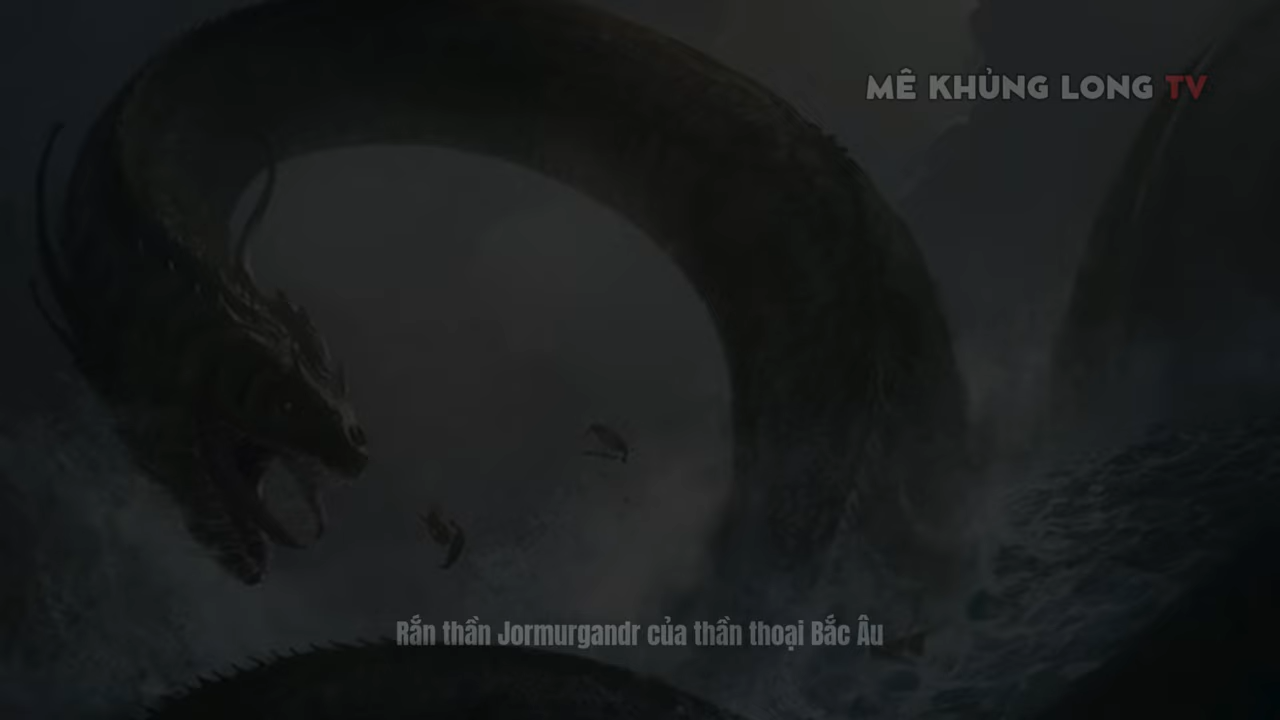 MÊ KHỦNG LONG TV
Rắn thần Jormurgandr của thần thoại Bắc Âu